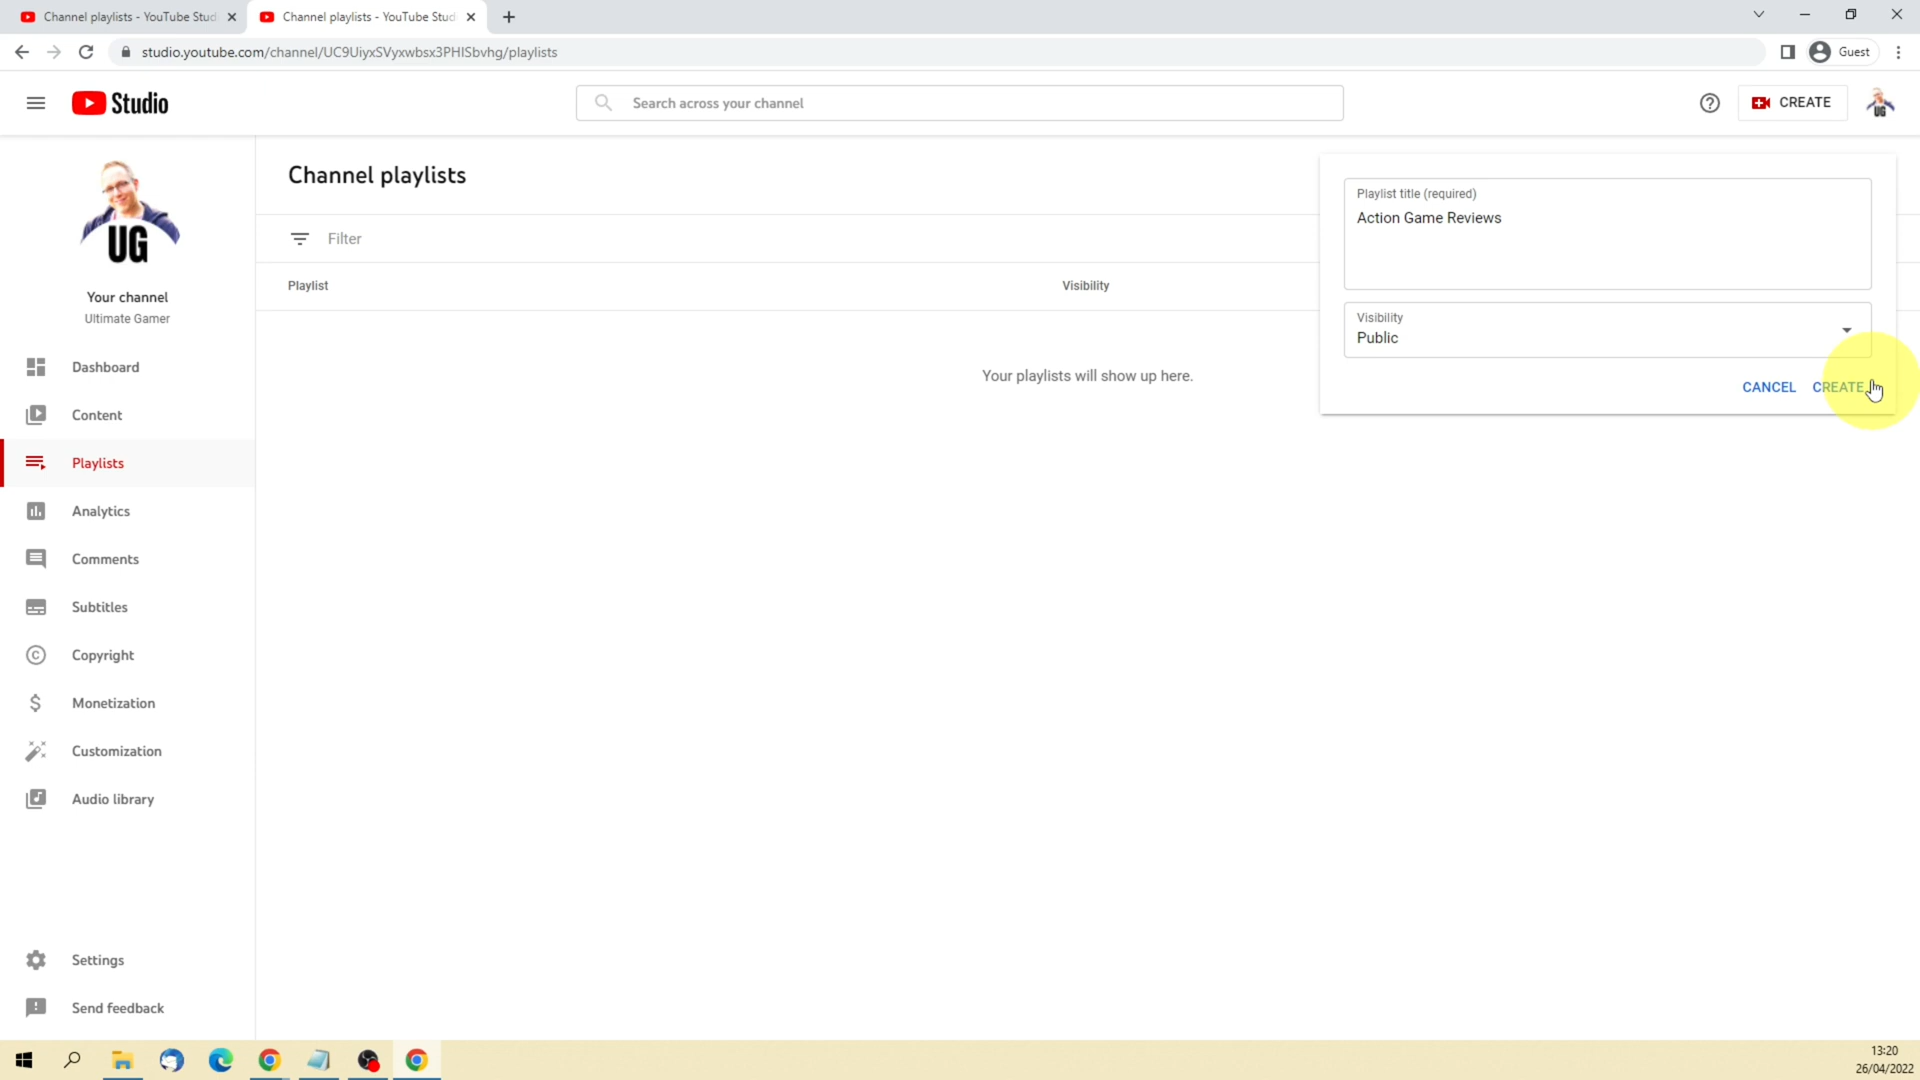 Channel playlists - YouTube Stud
Channel playlists - YouTube Stud
studio.youtube.com/channel/UC9UiyxSVyxwbsx3PHISbvhg/playlists
Guest
Studio
Search across your channel
CREATE
UG
UG
Your channel
Ultimate Gamer
Dashboard
Content
Playlists
Analytics
Comments
Subtitles
Copyright
Monetization
Customization
Audio library
Settings
Send feedback
Channel playlists
Filter
Playlist
Visibility
Your playlists will show up here.
Playlist title (required)
Action Game Reviews
Visibility
Public
CANCEL
CREATE
13:20
26/04/2022